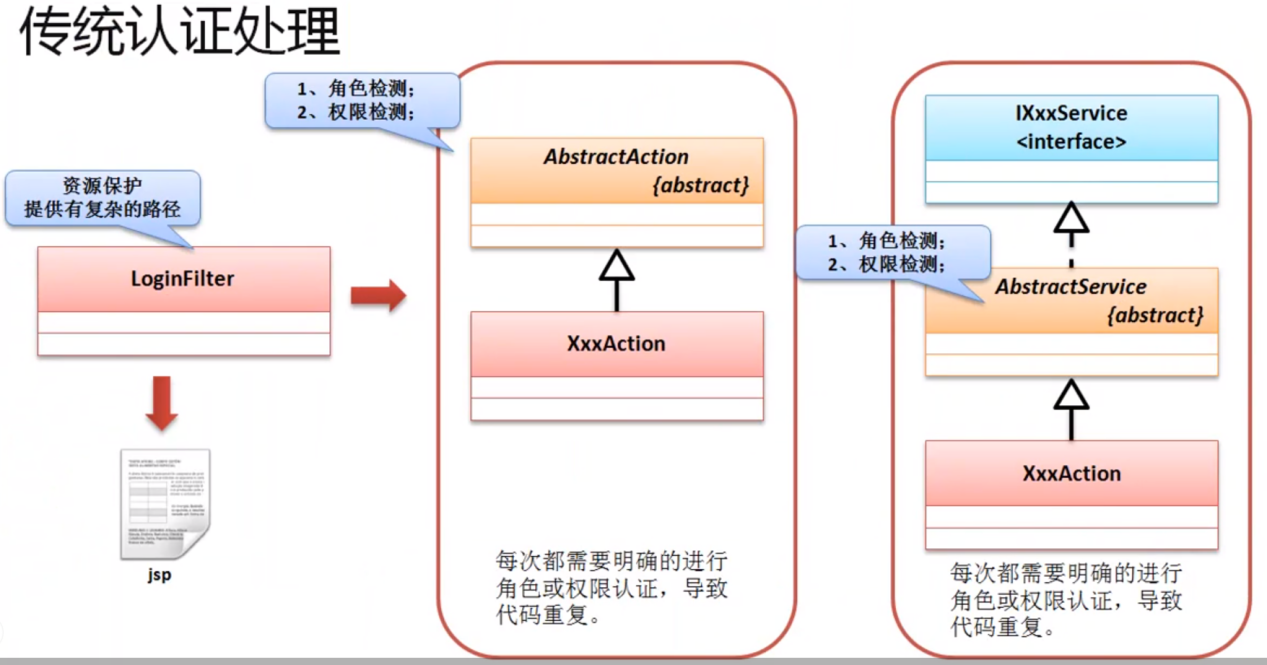 传统认证处理
1、角色检测；
2、权限检测；
资源保护
提供有复杂的路径
LoginFilter
jsp
AbstractAction
{abstract}
XxxAction
每次都需要明确的进行
角色或权限认证，导致
代码重复。
IXxxService
<interface>
1、角色检测；
2、权限检测；
AbstractService
{abstract}
XxxAction
每次都需要明确的进行
角色或权限认证，导致
代码重复。